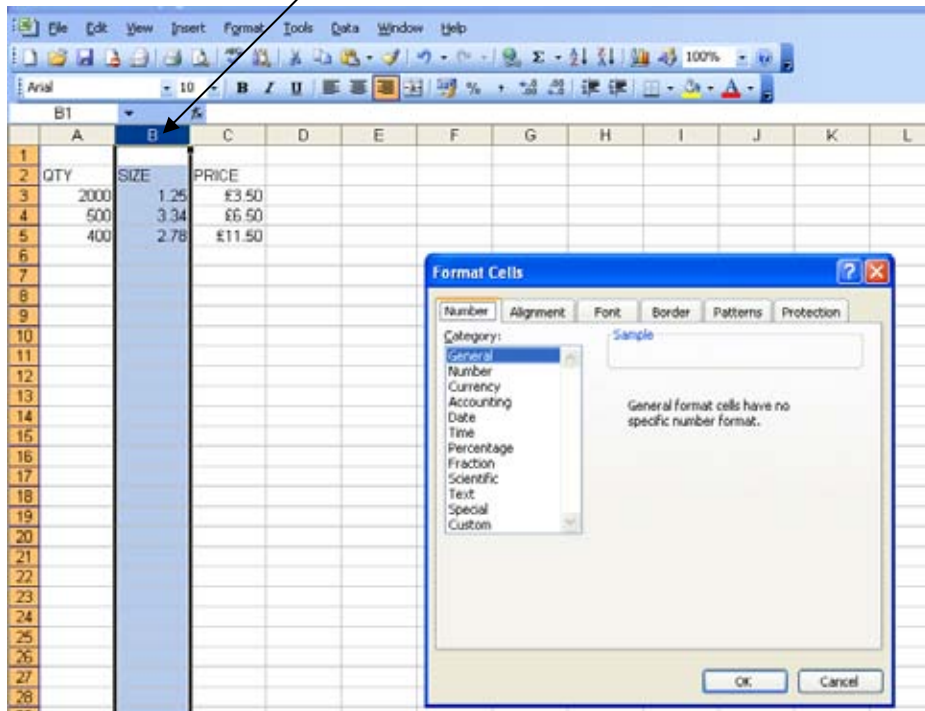 File Edit View Insert Format Tools Data Window Help
100%
Arial 10 B I U %
B1 fx
A B C D E F G H I J K L
1
2 QTY SIZE PRICE
3 2000 1.25 £3.50
4 500 3.34 £6.50
5 400 2.78 £11.50
6
7
8
9
10
11
12
13
14
15
16
17
18
19
20
21
22
23
24
25
26
27
28
Format Cells
Number Alignment Font Border Patterns Protection
Category:
Sample
General
Number
Currency
Accounting
Date
Time
Percentage
Fraction
Scientific
Text
Special
Custom
General format cells have no
specific number format.
OK Cancel